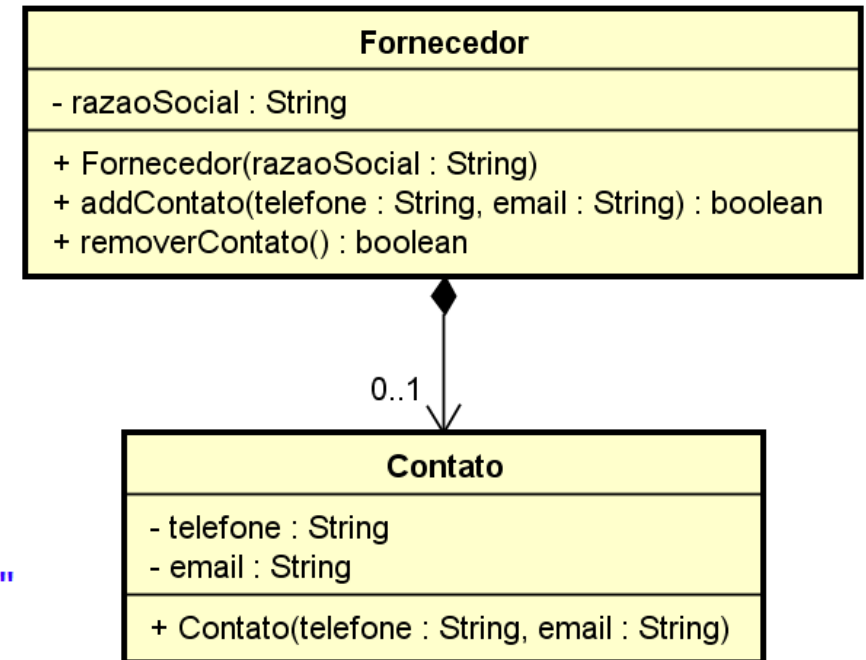 Fornecedor
- razaoSocial : String
+ Fornecedor(razaoSocial : String)
+ addContato(telefone : String, email : String) : boolean
+ removerContato() : boolean
0..1
Contato
- telefone : String
- email : String
"
+ Contato(telefone : String, email : String)